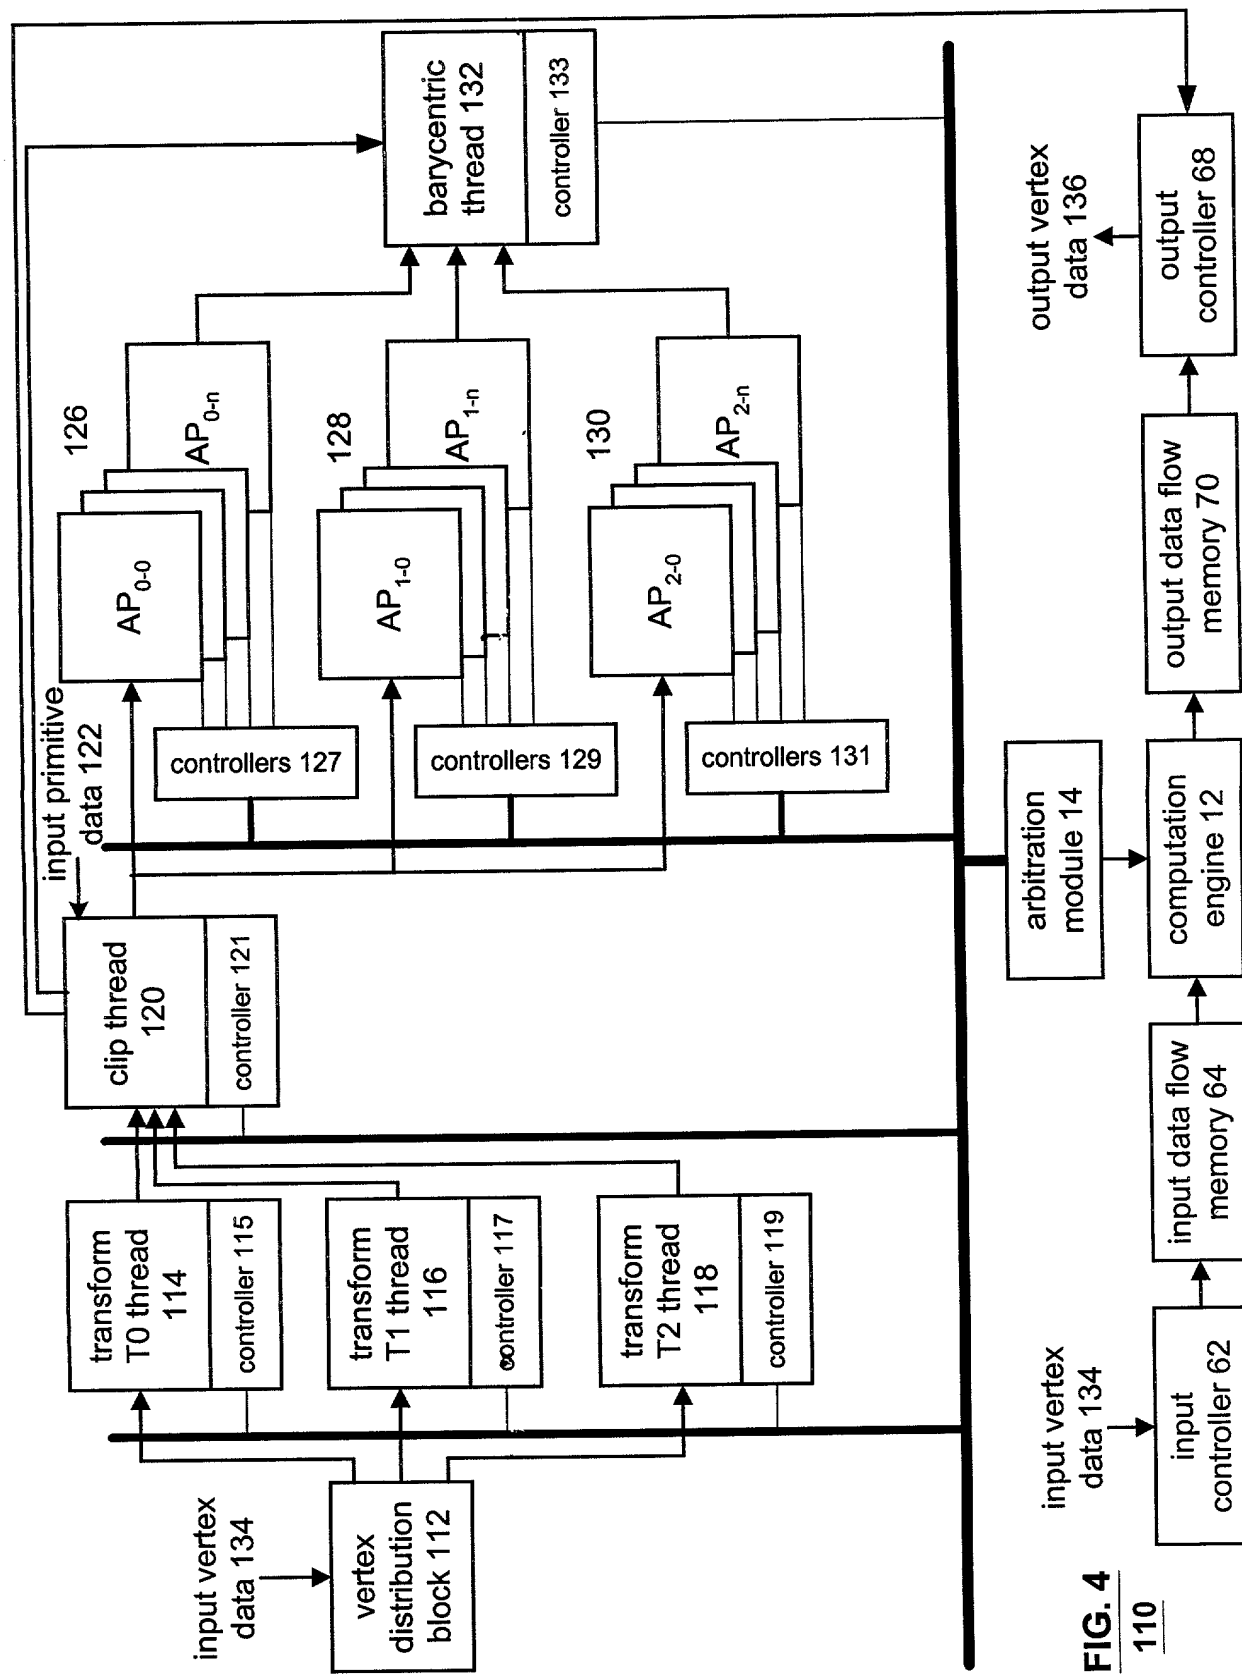 input vertex
data 134
vertex
distribution
block 112
transform
T0 thread
114
controller 115
transform
T1 thread
116
controller 117
transform
T2 thread
118
controller 119
clip thread
120
controller 121
input primitive
data 122
126
AP0-0
AP0-n
controllers 127
128
AP1-0
AP1-n
controllers 129
130
AP2-0
AP2-n
controllers 131
barycentric
thread 132
controller 133
arbitration
module 14
input vertex
data 134
input
controller 62
input data flow
memory 64
computation
engine 12
output data flow
memory 70
output
controller 68
output vertex
data 136
FIG. 4
110